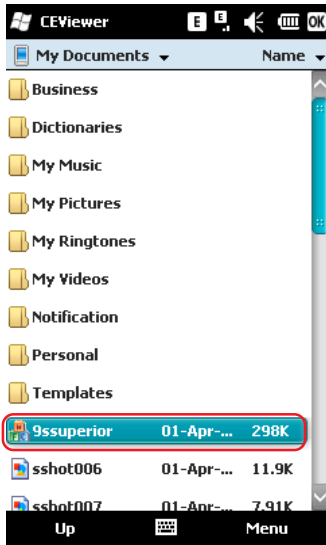 CEViewer E E OK
My Documents Name
Business
Dictionaries
My Music
My Pictures
My Ringtones
My Videos
Notification
Personal
Templates
9ssuperior 01-Apr-... 298K
sshot006 01-Apr-... 11.9K
sshot007 01-Apr-... 7.91K
Up Menu